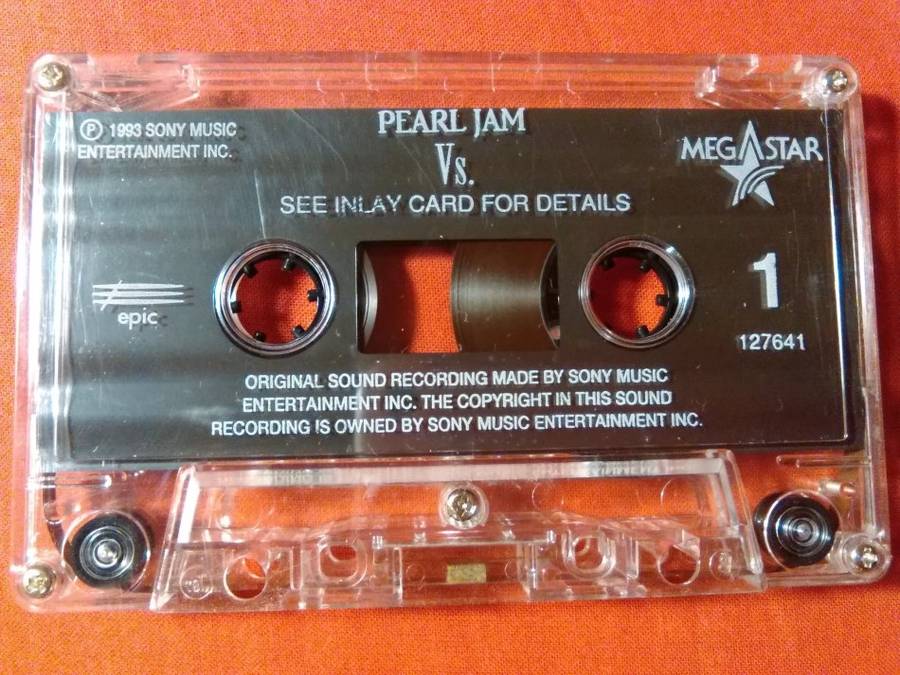 ℗ 1993 SONY MUSIC
ENTERTAINMENT INC.
PEARL JAM
Vs.
SEE INLAY CARD FOR DETAILS
MEGASTAR
epic
1
127641
ORIGINAL SOUND RECORDING MADE BY SONY MUSIC
ENTERTAINMENT INC. THE COPYRIGHT IN THIS SOUND
RECORDING IS OWNED BY SONY MUSIC ENTERTAINMENT INC.